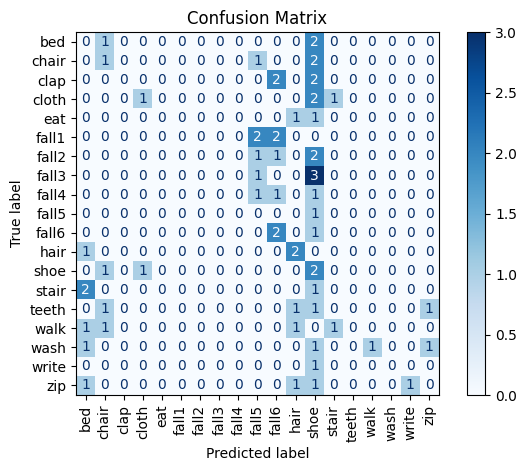 Confusion Matrix
bed 0 1 0 0 0 0 0 0 0 0 0 0 2 0 0 0 0 0 0
chair 0 1 0 0 0 0 0 0 0 1 0 0 2 0 0 0 0 0 0
clap 0 0 0 0 0 0 0 0 0 0 2 0 2 0 0 0 0 0 0
cloth 0 0 0 1 0 0 0 0 0 0 0 0 2 1 0 0 0 0 0
eat 0 0 0 0 0 0 0 0 0 0 0 1 1 0 0 0 0 0 0
fall1 0 0 0 0 0 0 0 0 0 2 2 0 0 0 0 0 0 0 0
fall2 0 0 0 0 0 0 0 0 0 1 1 0 2 0 0 0 0 0 0
fall3 0 0 0 0 0 0 0 0 0 1 0 0 3 0 0 0 0 0 0
fall4 0 0 0 0 0 0 0 0 0 1 1 0 1 0 0 0 0 0 0
fall5 0 0 0 0 0 0 0 0 0 0 0 0 1 0 0 0 0 0 0
fall6 0 0 0 0 0 0 0 0 0 0 2 0 1 0 0 0 0 0 0
hair 1 0 0 0 0 0 0 0 0 0 0 2 0 0 0 0 0 0 0
shoe 0 1 0 1 0 0 0 0 0 0 0 0 2 0 0 0 0 0 0
stair 2 0 0 0 0 0 0 0 0 0 0 0 1 0 0 0 0 0 0
teeth 0 1 0 0 0 0 0 0 0 0 0 1 1 0 0 0 0 0 1
walk 1 1 0 0 0 0 0 0 0 0 0 1 0 1 0 0 0 0 0
wash 1 0 0 0 0 0 0 0 0 0 0 0 1 0 0 1 0 0 1
write 0 0 0 0 0 0 0 0 0 0 0 0 1 0 0 0 0 0 0
zip 1 0 0 0 0 0 0 0 0 0 0 1 1 0 0 0 0 1 0
True label
bed chair clap cloth eat fall1 fall2 fall3 fall4 fall5 fall6 hair shoe stair teeth walk wash write zip
Predicted label
3.0
2.5
2.0
1.5
1.0
0.5
0.0